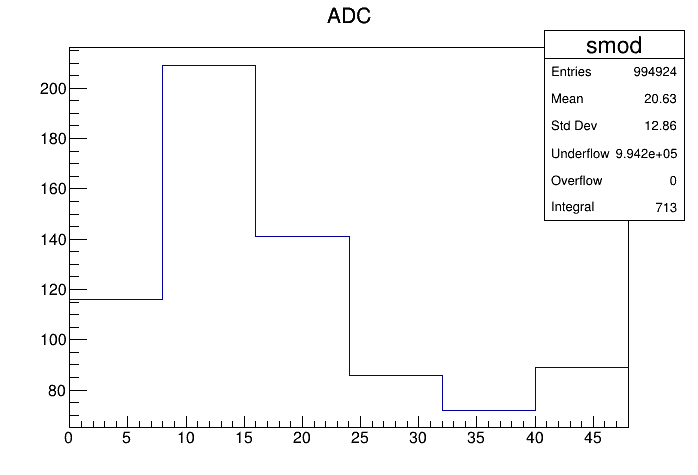 ADC
smod
Entries 994924
Mean 20.63
Std Dev 12.86
Underflow 9.942e+05
Overflow 0
Integral 713
200
180
160
140
120
100
80
0 5 10 15 20 25 30 35 40 45